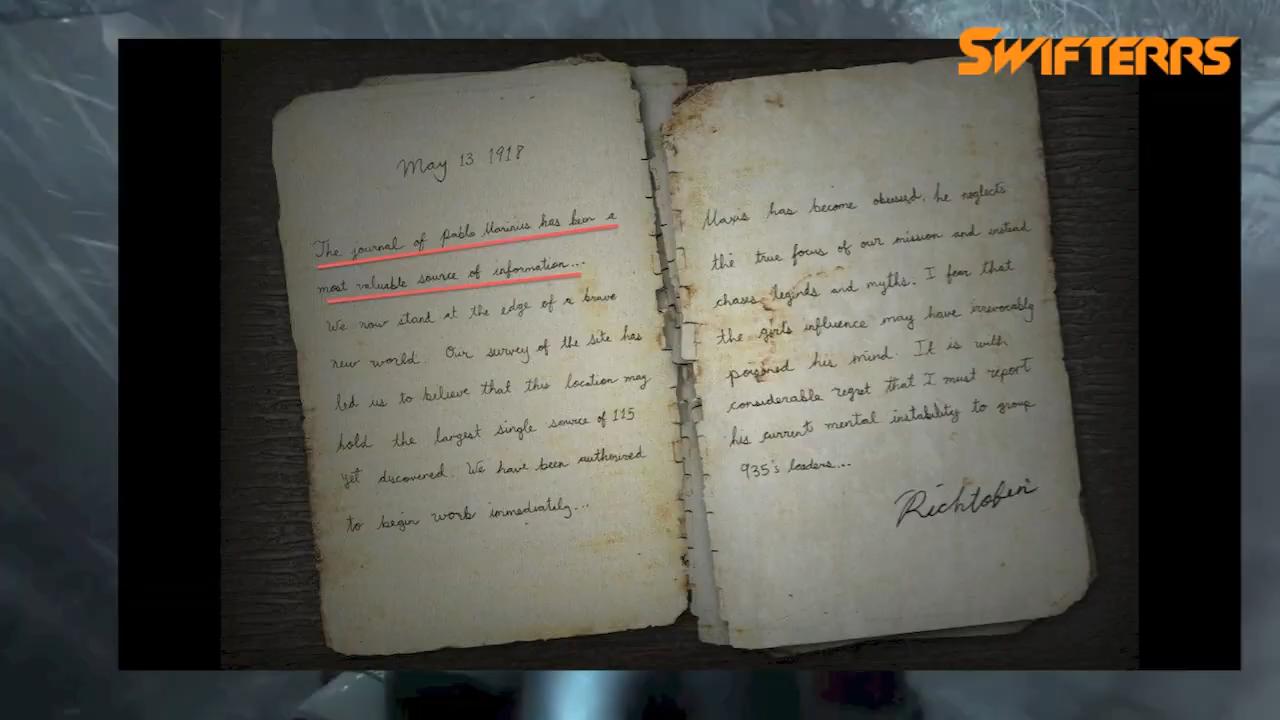 SWIFTERRS
May 13 1918
The journal of Pablo Marinus has been a
most valuable source of information...
We now stand at the edge of a brave
new world. Our survey of the site has
led us to believe that this location may
hold the largest single source of 115
yet discovered. We have been authorized
to begin work immediately...
Maxis has become obsessed, he neglects
the true focus of our mission and instead
chases legends and myths. I fear that
the girls influence may have irrevocably
poisoned his mind. It is with
considerable regret that I must report
his current mental instability to group
935's leaders...
Richtofen